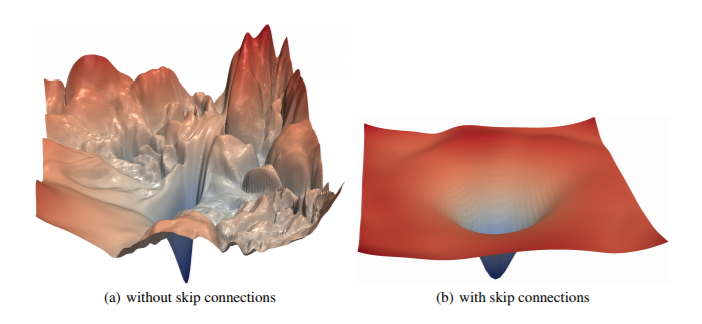 (a) without skip connections
(b) with skip connections